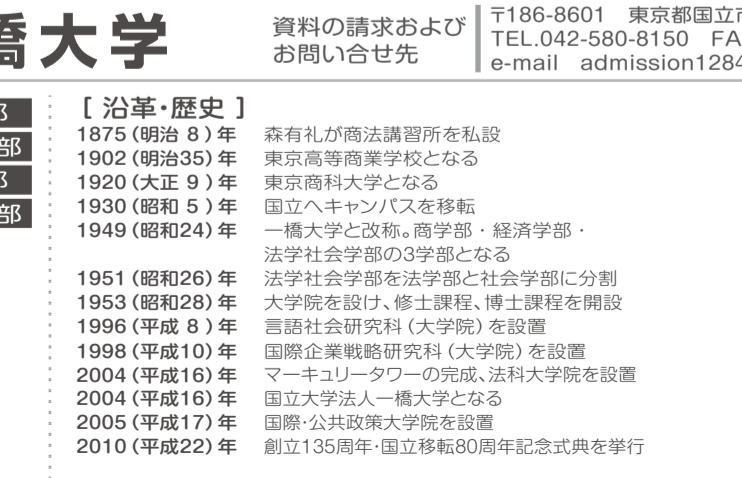 橋大学
資料の請求および
お問い合せ先
〒186-8601 東京都国立市
TEL.042-580-8150 FA
e-mail admission1284
部
部
部
部
[ 沿革・歴史 ]
1875(明治 8 )年 森有礼が商法講習所を私設
1902(明治35)年 東京高等商業学校となる
1920(大正 9 )年 東京商科大学となる
1930(昭和 5 )年 国立へキャンパスを移転
1949(昭和24)年 一橋大学と改称。商学部・経済学部・
法学社会学部の3学部となる
1951(昭和26)年 法学社会学部を法学部と社会学部に分割
1953(昭和28)年 大学院を設け、修士課程、博士課程を開設
1996(平成 8 )年 言語社会研究科(大学院)を設置
1998(平成10)年 国際企業戦略研究科(大学院)を設置
2004(平成16)年 マーキュリータワーの完成、法科大学院を設置
2004(平成16)年 国立大学法人一橋大学となる
2005(平成17)年 国際・公共政策大学院を設置
2010(平成22)年 創立135周年・国立移転80周年記念式典を挙行